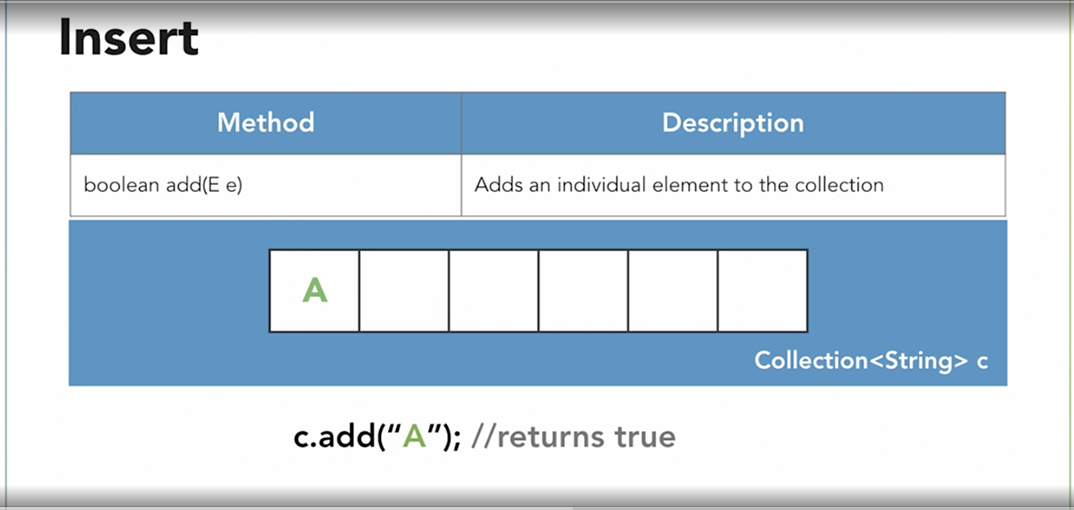 Insert
Method
Description
boolean add(E e)
Adds an individual element to the collection
A
Collection<String> c
c.add(“A”); //returns true